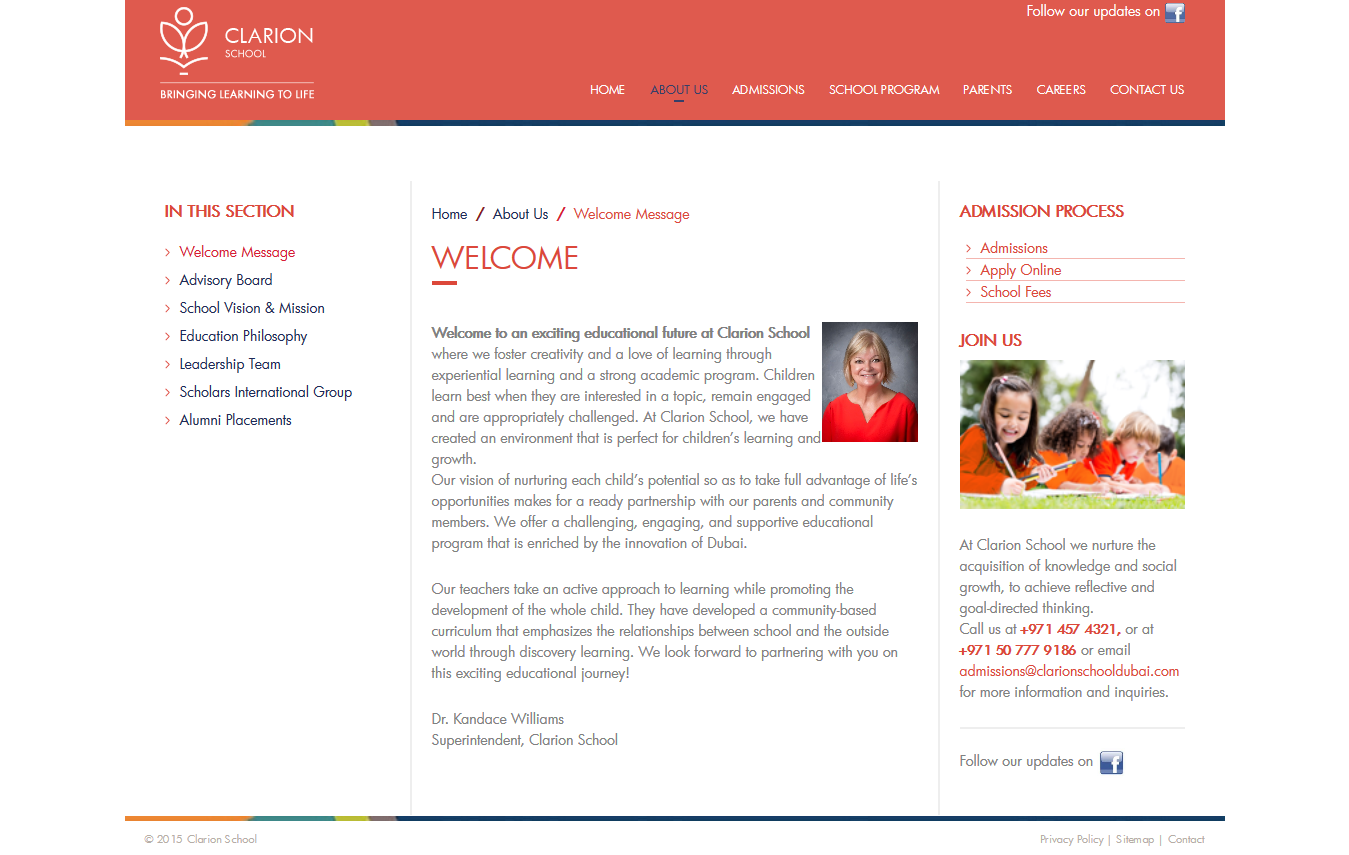 Follow our updates on
CLARION
SCHOOL
BRINGING LEARNING TO LIFE
HOME ABOUT US ADMISSIONS SCHOOL PROGRAM PARENTS CAREERS CONTACT US
IN THIS SECTION
Welcome Message
Advisory Board
School Vision & Mission
Education Philosophy
Leadership Team
Scholars International Group
Alumni Placements
Home / About Us / Welcome Message
WELCOME
Welcome to an exciting educational future at Clarion School
where we foster creativity and a love of learning through
experiential learning and a strong academic program. Children
learn best when they are interested in a topic, remain engaged
and are appropriately challenged. At Clarion School, we have
created an environment that is perfect for children's learning and
growth.
Our vision of nurturing each child's potential so as to take full advantage of life's
opportunities makes for a ready partnership with our parents and community
members. We offer a challenging, engaging, and supportive educational
program that is enriched by the innovation of Dubai.
Our teachers take an active approach to learning while promoting the
development of the whole child. They have developed a community-based
curriculum that emphasizes the relationships between school and the outside
world through discovery learning. We look forward to partnering with you on
this exciting educational journey!
Dr. Kandace Williams
Superintendent, Clarion School
ADMISSION PROCESS
Admissions
Apply Online
School Fees
JOIN US
At Clarion School we nurture the
acquisition of knowledge and social
growth, to achieve reflective and
goal-directed thinking.
Call us at +971 457 4321, or at
+971 50 777 9186 or email
admissions@clarionschooldubai.com
for more information and inquiries.
Follow our updates on
© 2015 Clarion School
Privacy Policy | Sitemap | Contact